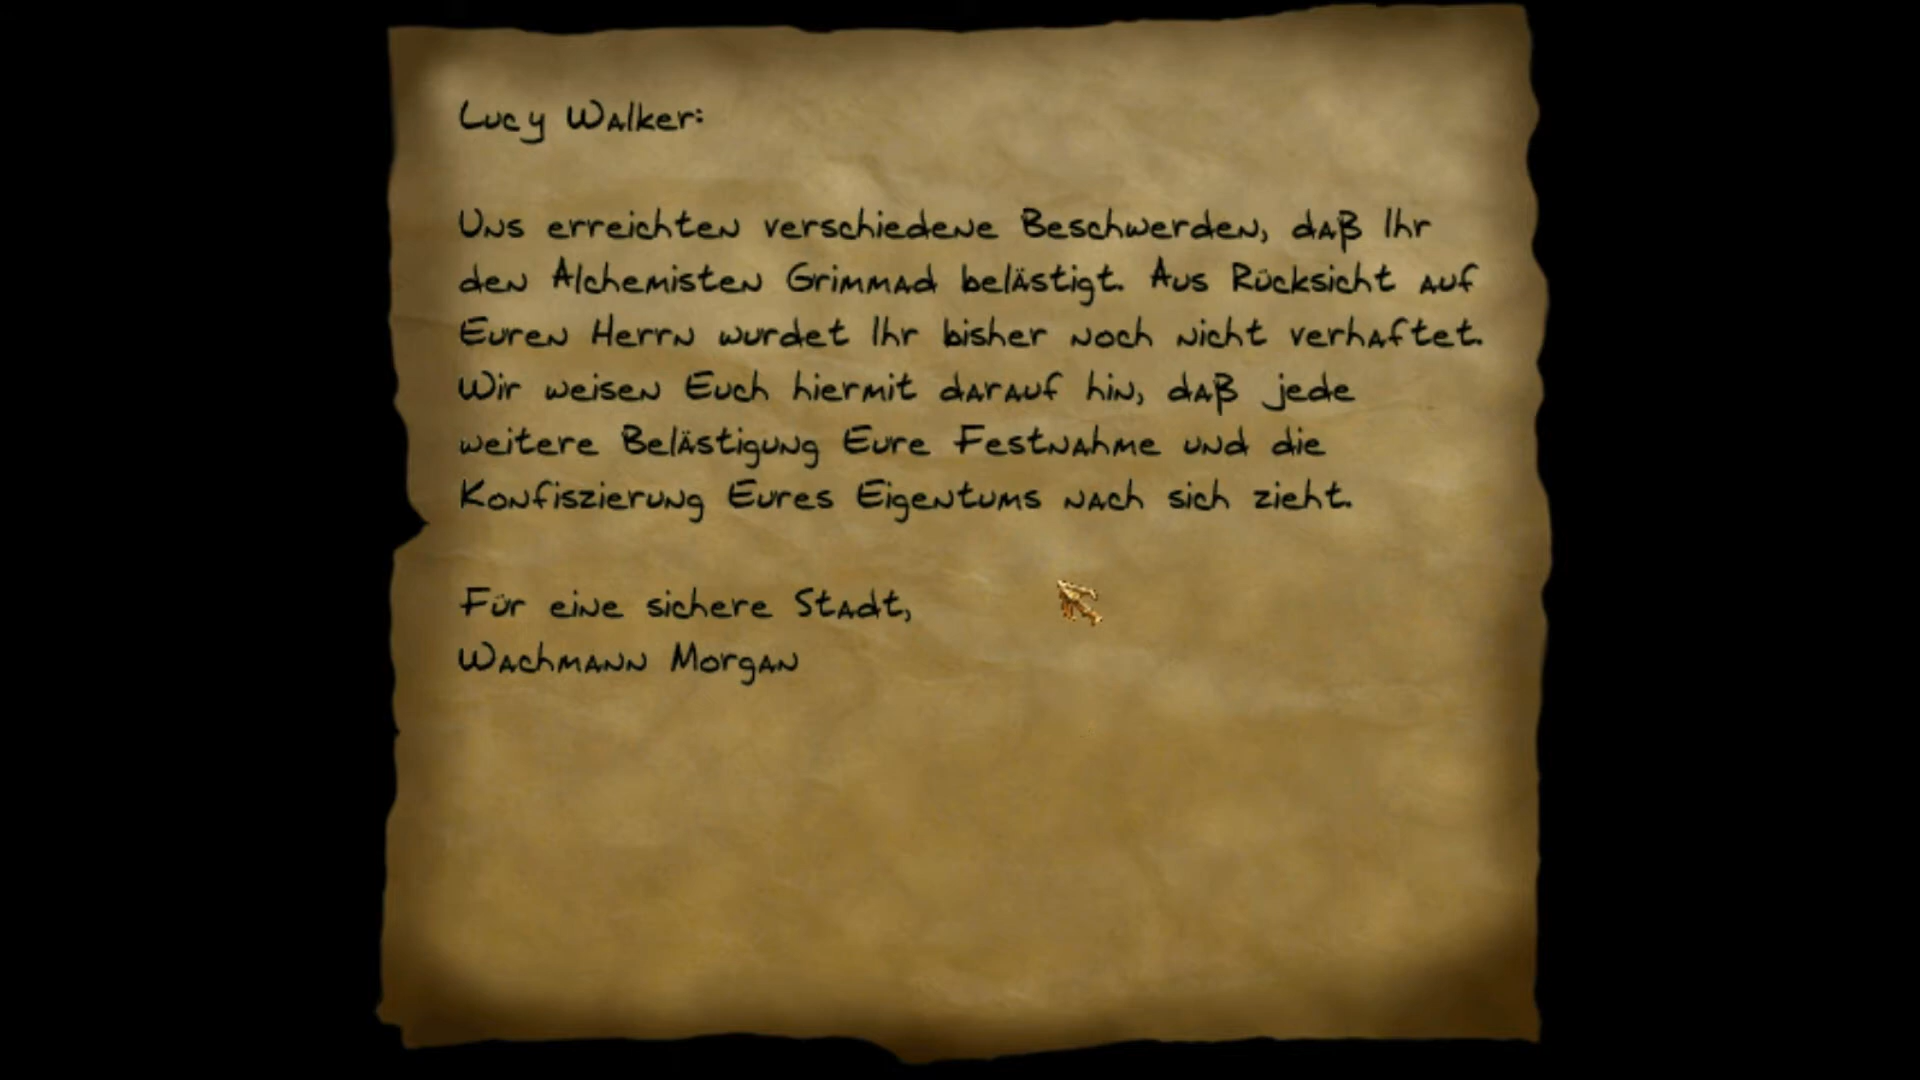 Lucy Walker:
Uns erreichten verschiedene Beschwerden, daß Ihr
den Alchemisten Grimmad belästigt. Aus Rücksicht auf
Euren Herrn wurdet Ihr bisher noch nicht verhaftet.
Wir weisen Euch hiermit darauf hin, daß jede
weitere Belästigung Eure Festnahme und die
Konfiszierung Eures Eigentums nach sich zieht.
Für eine sichere Stadt,
Wachmann Morgan